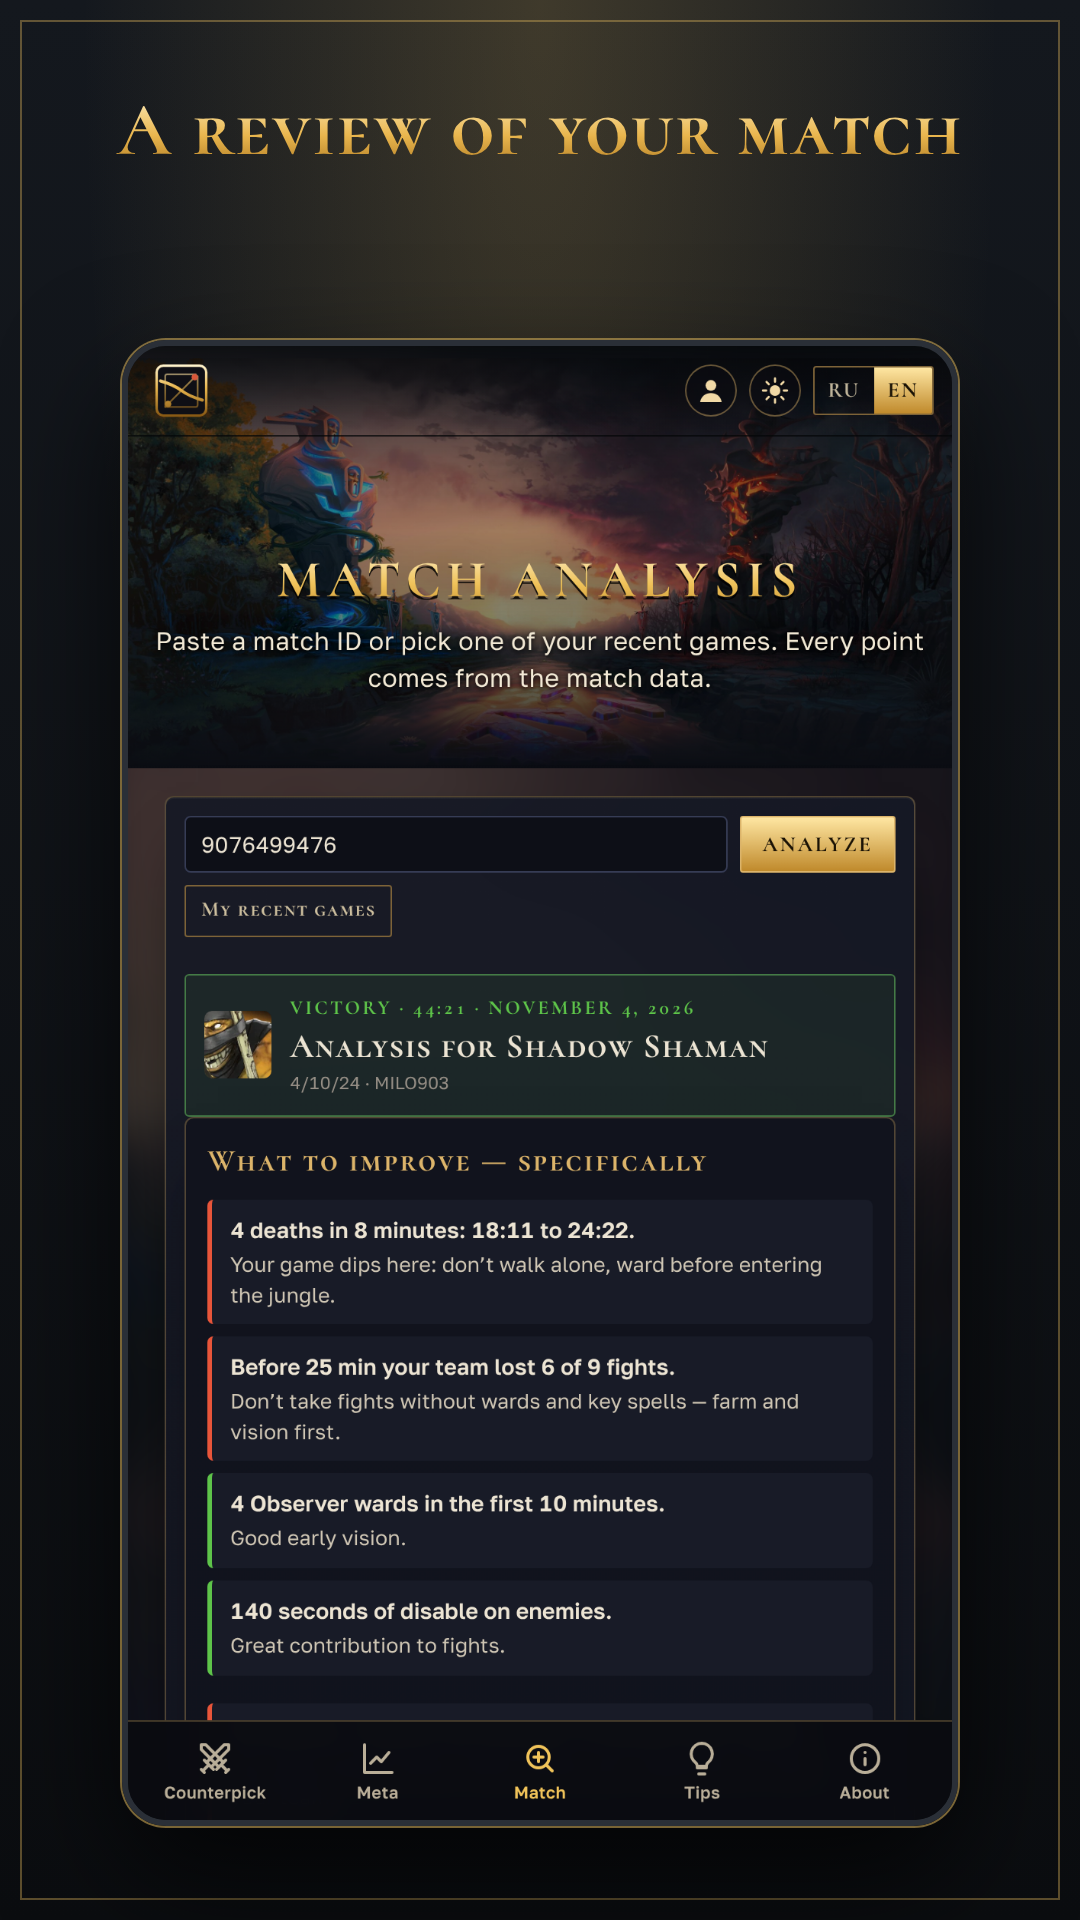 A review of your match
RU EN
MATCH ANALYSIS
Paste a match ID or pick one of your recent games. Every point
comes from the match data.
9076499476
ANALYZE
My recent games
VICTORY · 44:21 · NOVEMBER 4, 2026
Analysis for Shadow Shaman
4/10/24 · MILO903
What to improve — specifically
4 deaths in 8 minutes: 18:11 to 24:22.
Your game dips here: don’t walk alone, ward before entering
the jungle.
Before 25 min your team lost 6 of 9 fights.
Don’t take fights without wards and key spells — farm and
vision first.
4 Observer wards in the first 10 minutes.
Good early vision.
140 seconds of disable on enemies.
Great contribution to fights.
Counterpick Meta Match Tips About